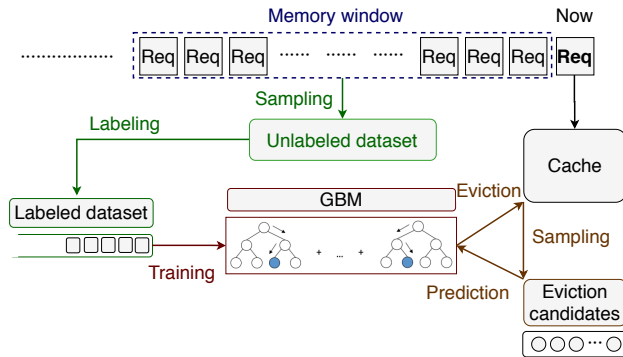 Memory window
Now
Req Req Req Req Req Req Req
Sampling
Labeling
Unlabeled dataset
Cache
GBM
Eviction
Labeled dataset
Sampling
+ ... +
Training
Prediction
Eviction
candidates